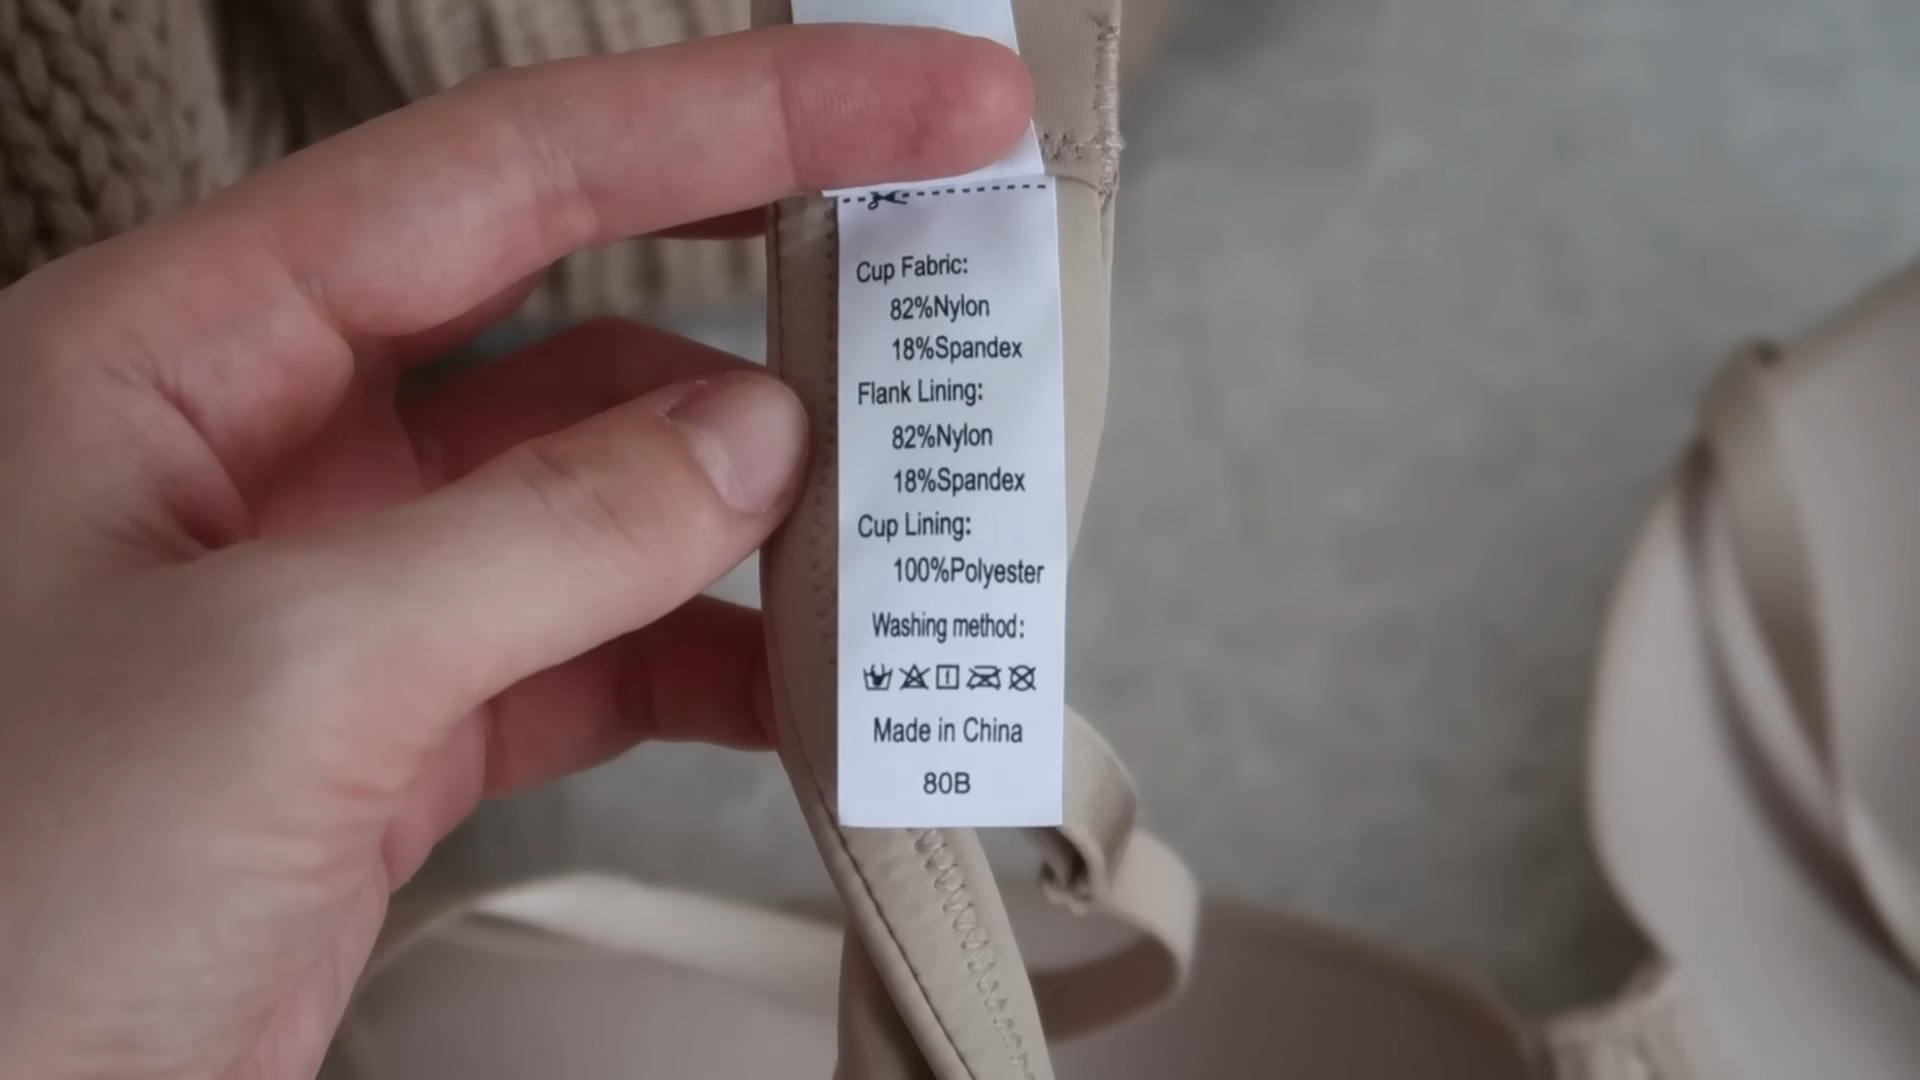 Cup Fabric:
82%Nylon
18%Spandex
Flank Lining:
82%Nylon
18%Spandex
Cup Lining:
100%Polyester
Washing method:
Made in China
80B